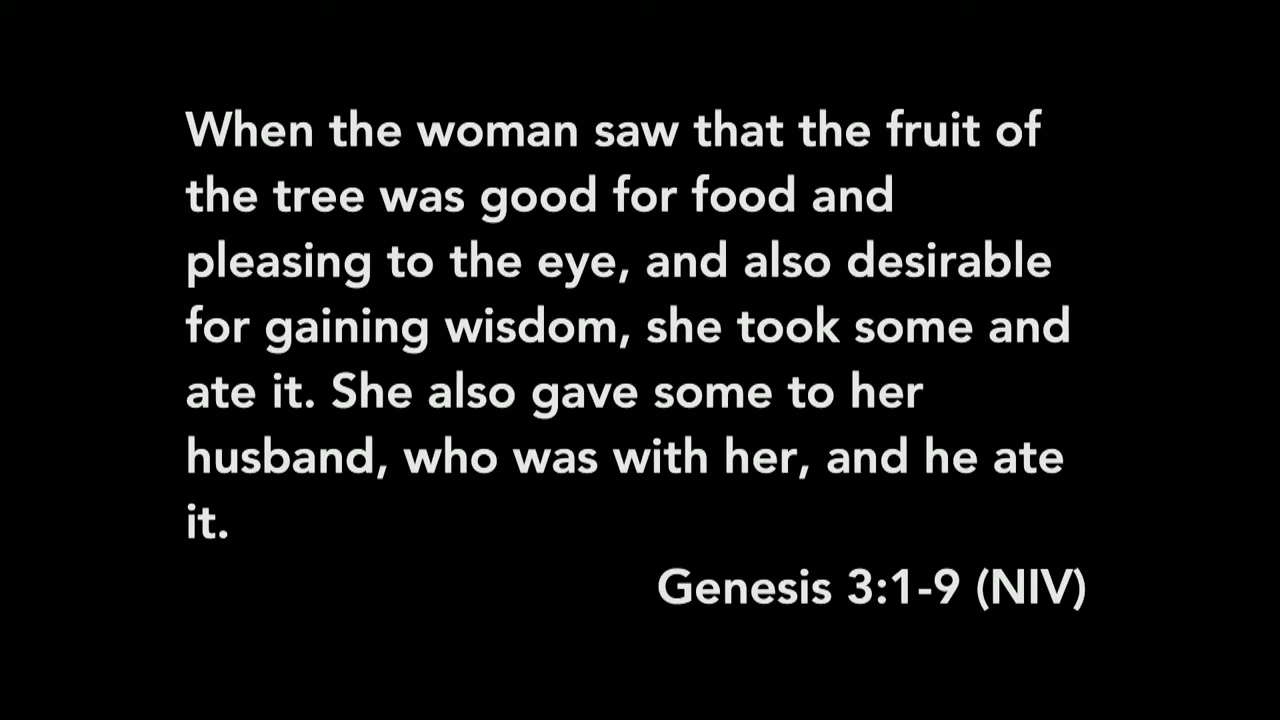 When the woman saw that the fruit of
the tree was good for food and
pleasing to the eye, and also desirable
for gaining wisdom, she took some and
ate it. She also gave some to her
husband, who was with her, and he ate
it.
Genesis 3:1-9 (NIV)